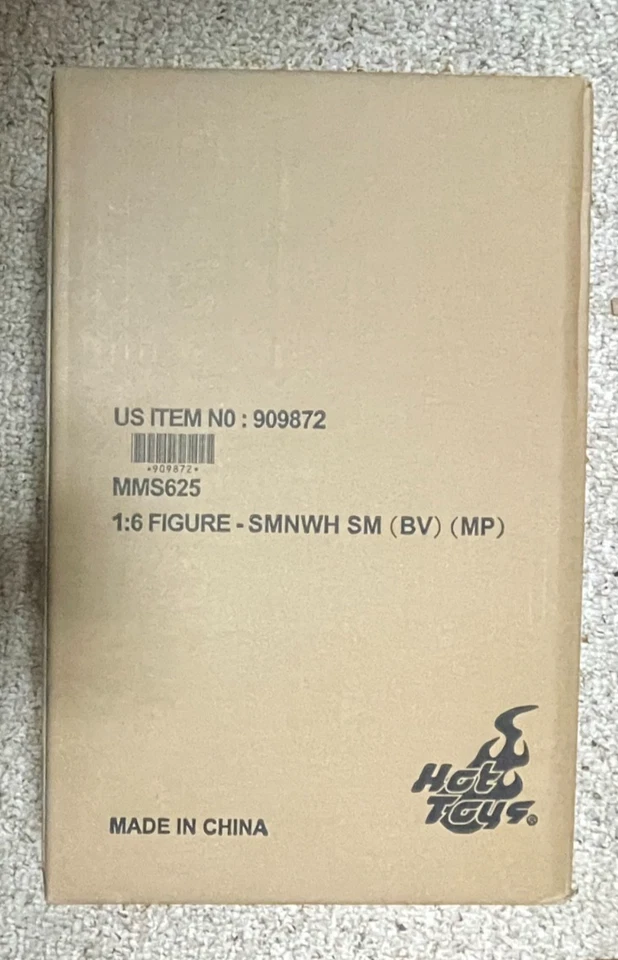 US ITEM N0 : 909872
*909872*
MMS625
1:6 FIGURE - SMNWH SM (BV) (MP)
Hot
Toys®
MADE IN CHINA